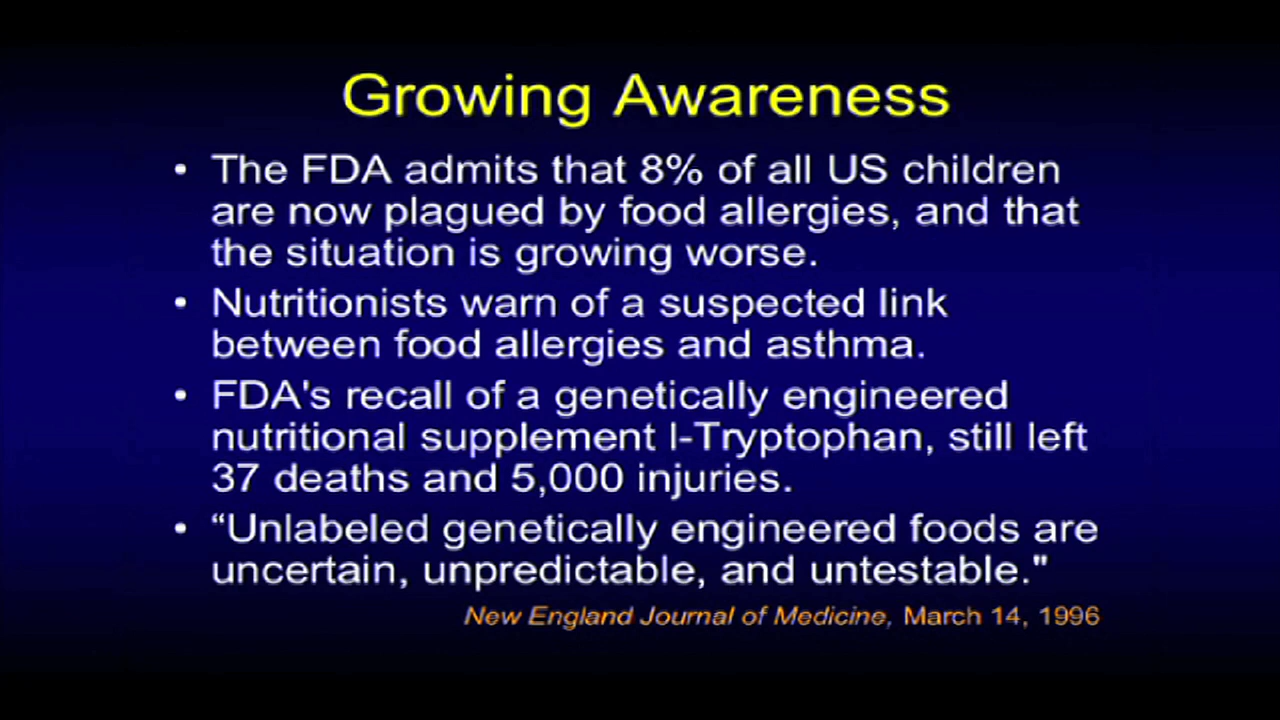 Growing Awareness
• The FDA admits that 8% of all US children
are now plagued by food allergies, and that
the situation is growing worse.
• Nutritionists warn of a suspected link
between food allergies and asthma.
• FDA's recall of a genetically engineered
nutritional supplement l-Tryptophan, still left
37 deaths and 5,000 injuries.
• “Unlabeled genetically engineered foods are
uncertain, unpredictable, and untestable."
New England Journal of Medicine, March 14, 1996